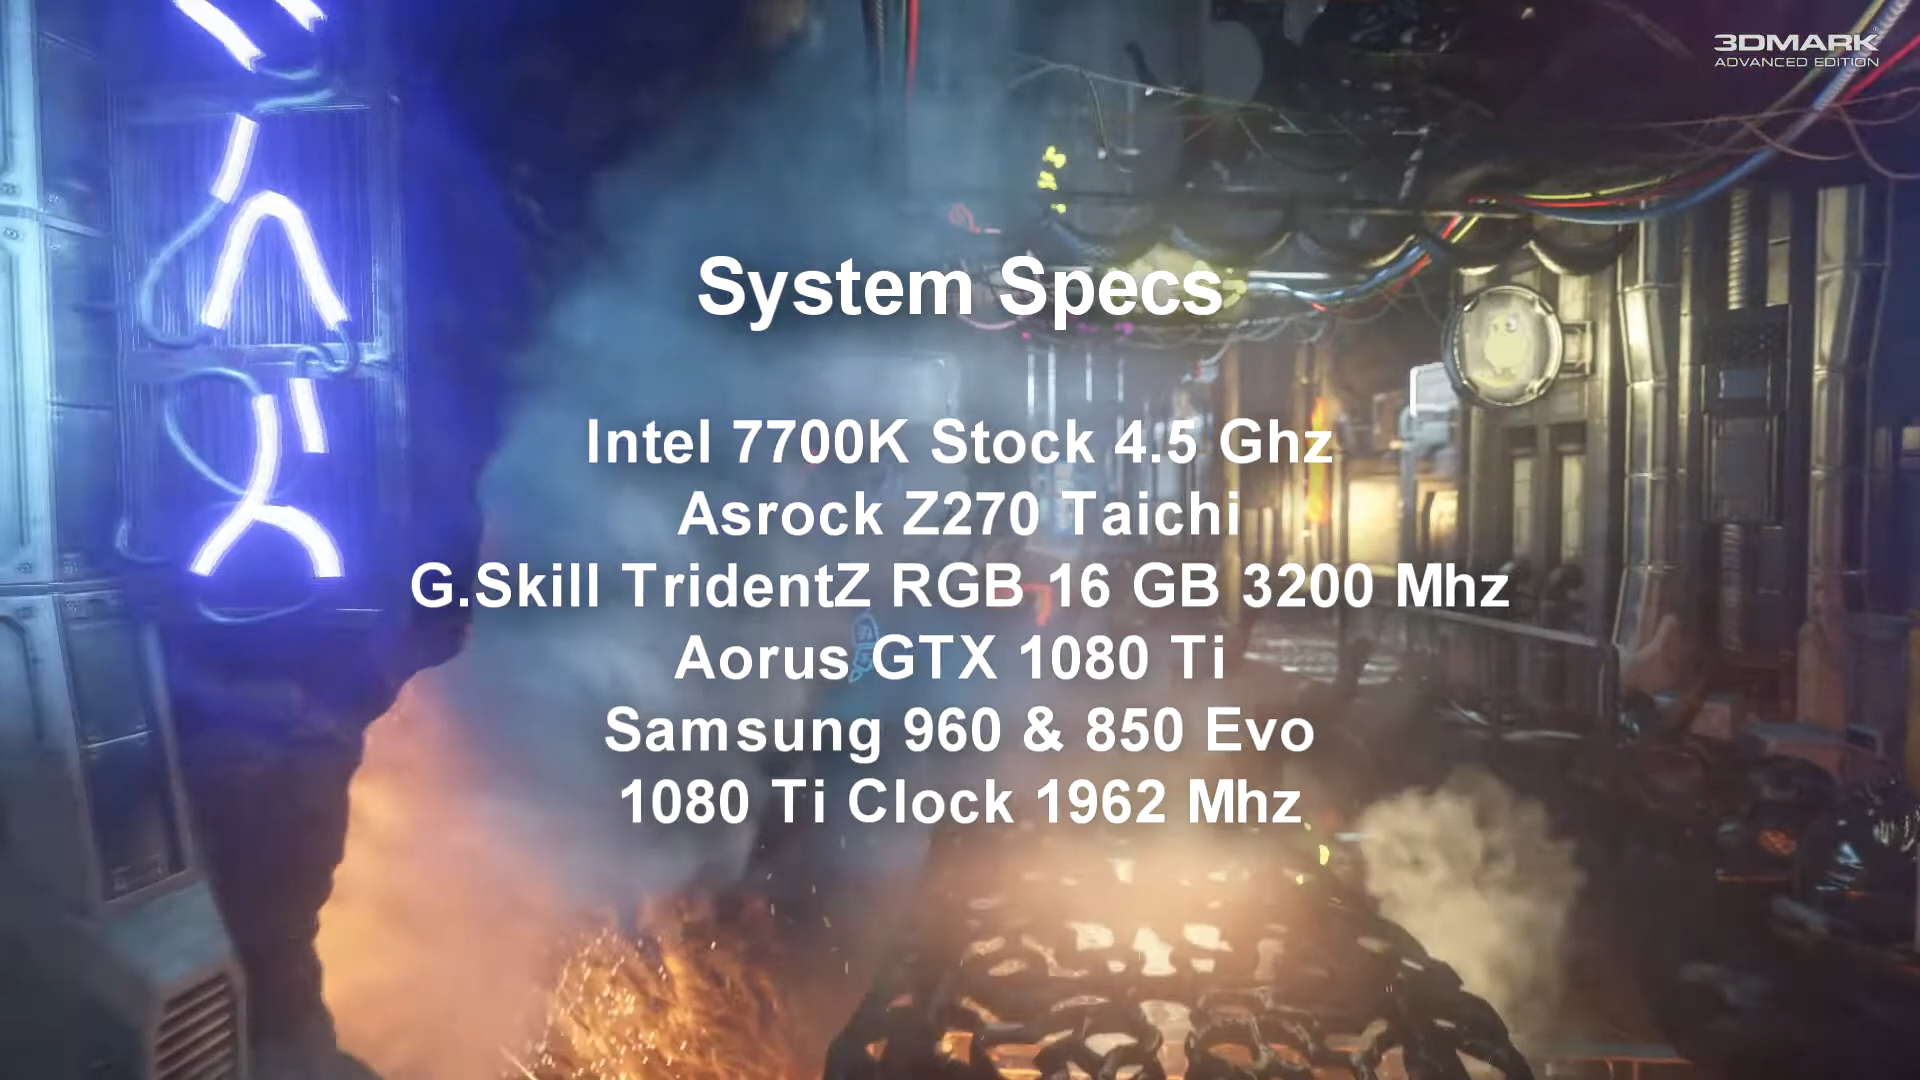 3DMARK
ADVANCED EDITION
System Specs
Intel 7700K Stock 4.5 Ghz
Asrock Z270 Taichi
G.Skill TridentZ RGB 16 GB 3200 Mhz
Aorus GTX 1080 Ti
Samsung 960 & 850 Evo
1080 Ti Clock 1962 Mhz